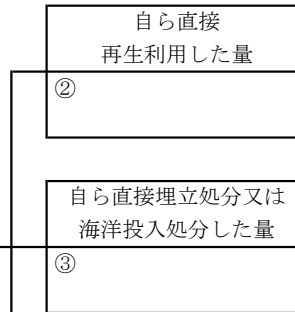 自ら直接
再生利用した量
②
自ら直接埋立処分又は
海洋投入処分した量
③